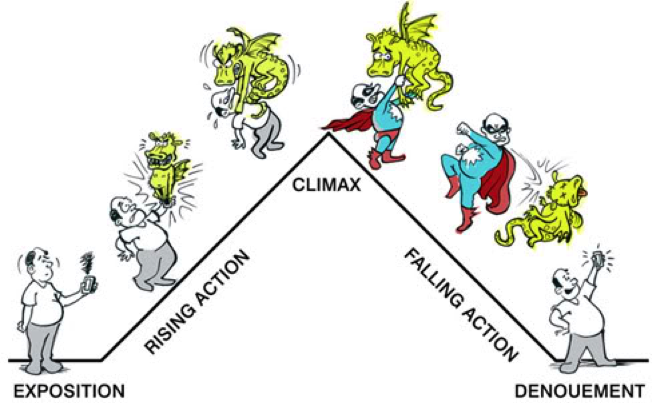 CLIMAX
RISING ACTION
FALLING ACTION
EXPOSITION
DENOUEMENT